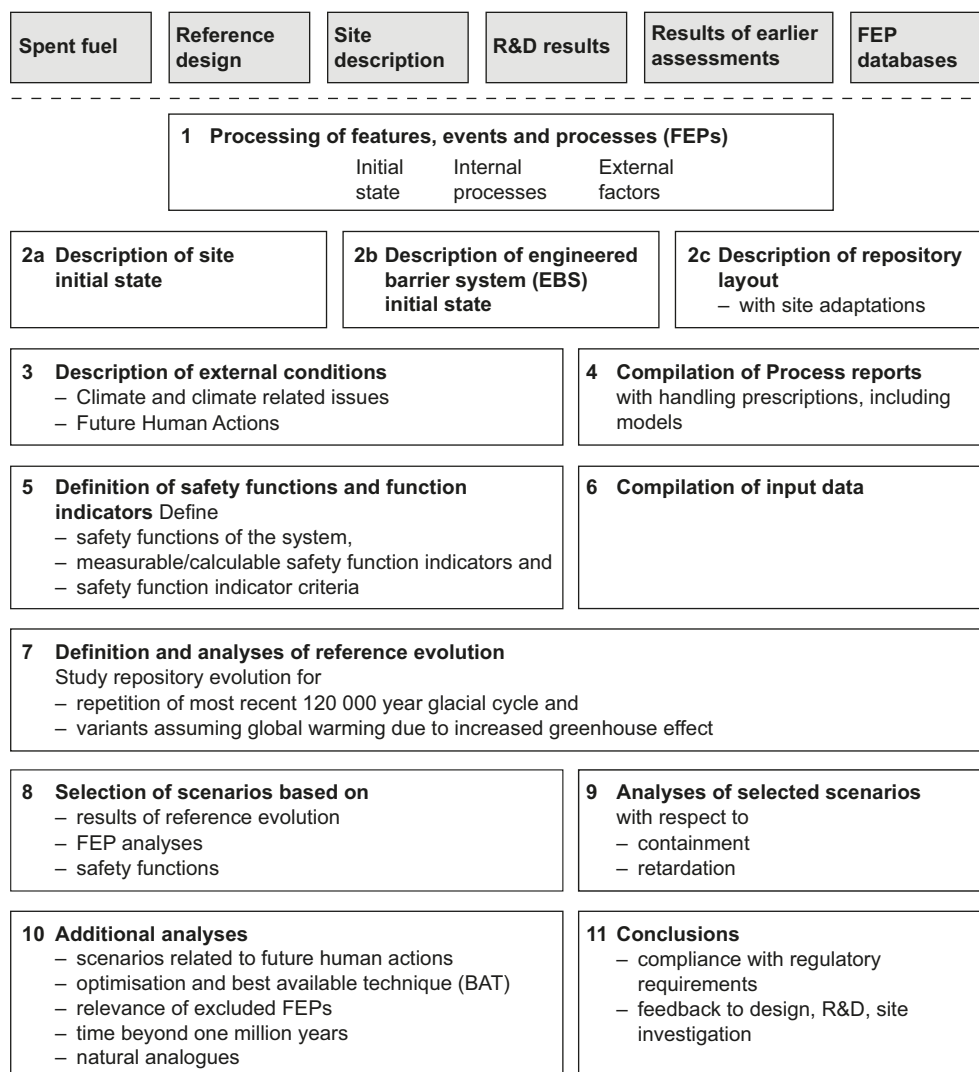 Spent fuel
Reference
design
Site
description
R&D results
Results of earlier
assessments
FEP
databases
1 Processing of features, events and processes (FEPs)
Initial
state
Internal
processes
External
factors
2a Description of site
initial state
2b Description of engineered
barrier system (EBS)
initial state
2c Description of repository
layout
– with site adaptations
3 Description of external conditions
– Climate and climate related issues
– Future Human Actions
4 Compilation of Process reports
with handling prescriptions, including
models
5 Definition of safety functions and function
indicators Define
– safety functions of the system,
– measurable/calculable safety function indicators and
– safety function indicator criteria
6 Compilation of input data
7 Definition and analyses of reference evolution
Study repository evolution for
– repetition of most recent 120 000 year glacial cycle and
– variants assuming global warming due to increased greenhouse effect
8 Selection of scenarios based on
– results of reference evolution
– FEP analyses
– safety functions
9 Analyses of selected scenarios
with respect to
– containment
– retardation
10 Additional analyses
– scenarios related to future human actions
– optimisation and best available technique (BAT)
– relevance of excluded FEPs
– time beyond one million years
– natural analogues
11 Conclusions
– compliance with regulatory
requirements
– feedback to design, R&D, site
investigation